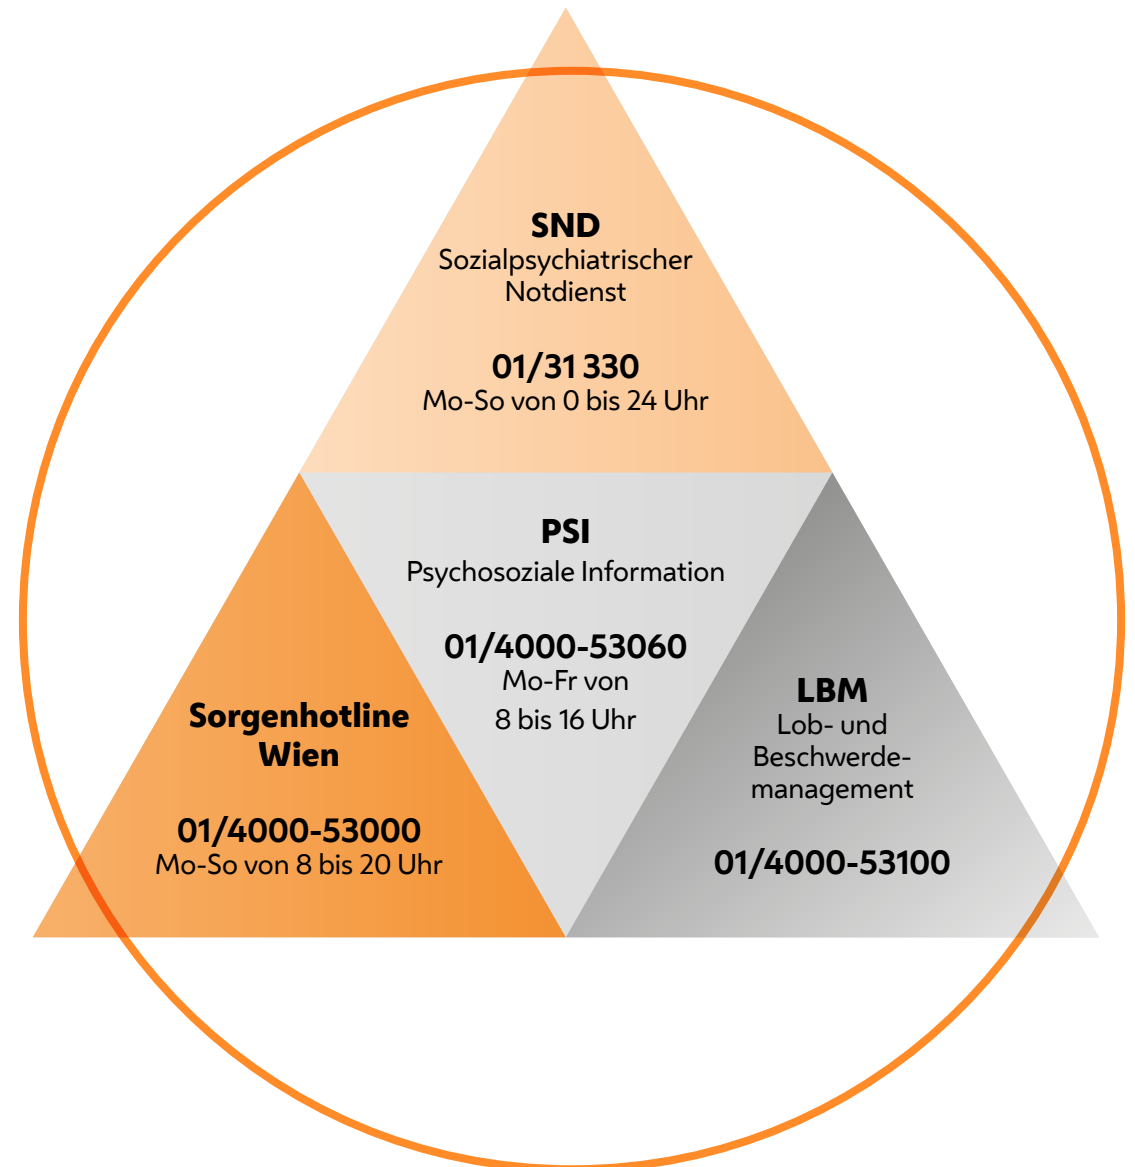 SND
Sozialpsychiatrischer
Notdienst
01/31 330
Mo-So von 0 bis 24 Uhr
PSI
Psychosoziale Information
01/4000-53060
Mo-Fr von
8 bis 16 Uhr
Sorgenhotline
Wien
01/4000-53000
Mo-So von 8 bis 20 Uhr
LBM
Lob- und
Beschwerde-
management
01/4000-53100